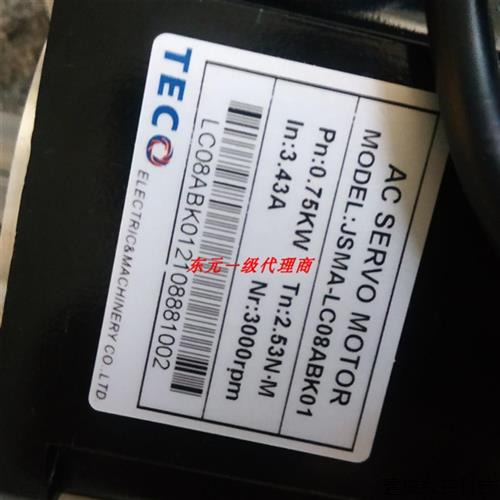 AC SERVO MOTOR
MODEL:JSMA-LC08ABK01
Pn:0.75KW Tn:2.53N·M
In:3.43A Nr:3000rpm
LC08ABK012108881002
TECO ELECTRIC&MACHINERY CO .,LTD
东元一级代理商